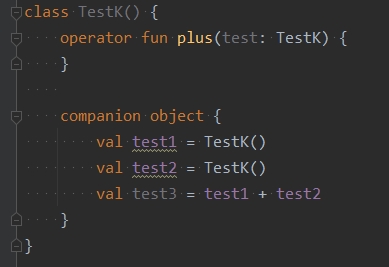 class TestK() {
    operator fun plus(test: TestK) {
    }

    companion object {
        val test1 = TestK()
        val test2 = TestK()
        val test3 = test1 + test2
    }
}